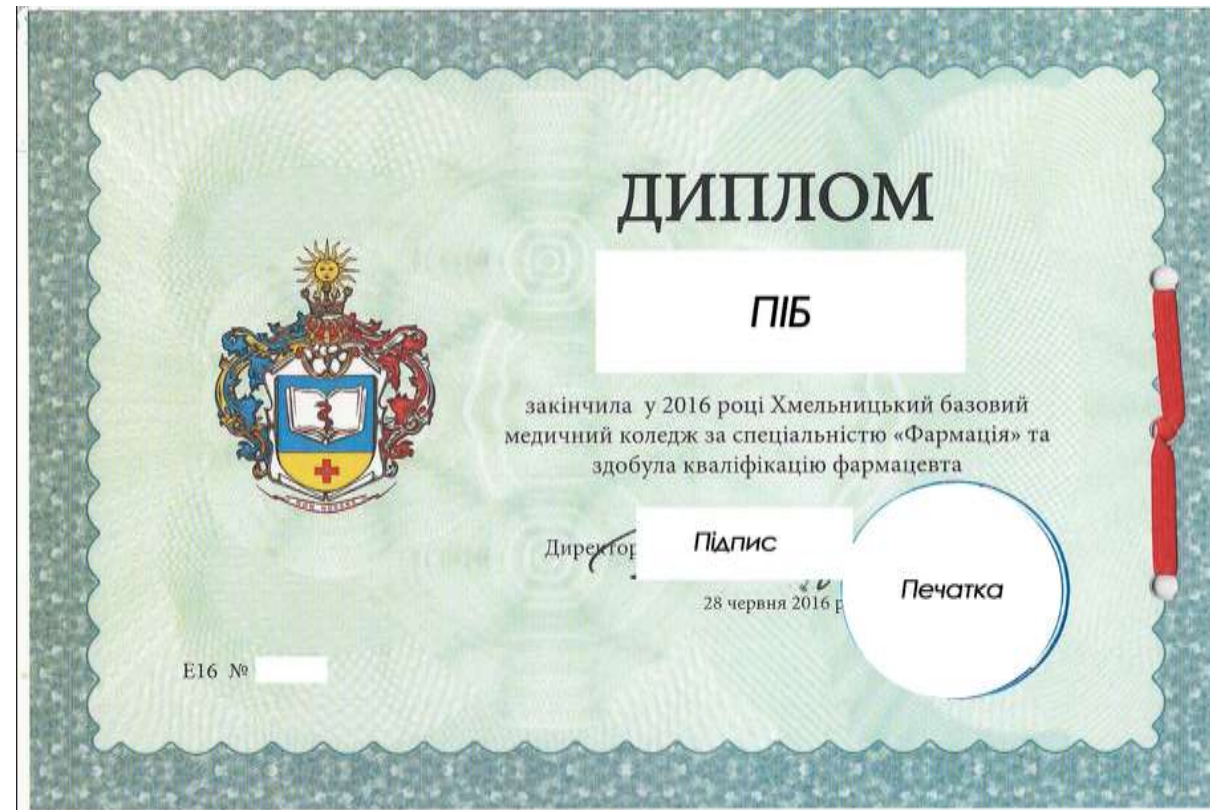 ДИПЛОМ
ПІБ
закінчила у 2016 році Хмельницький базовий
медичний коледж за спеціальністю «Фармація» та
здобула кваліфікацію фармацевта
Директор
Підпис
Печатка
28 червня 2016 р
Е16 №